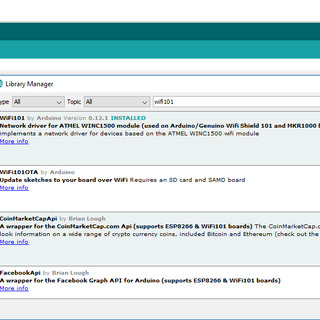 Library Manager
ype All Topic All wifi101
WiFi101 by Arduino Version 0.12.1 INSTALLED
Network driver for ATMEL WINC1500 module (used on Arduino/Genuino Wifi Shield 101 and MKR1000 b
implements a network driver for devices based on the ATMEL WINC1500 wifi module
More info
WiFi101OTA by Arduino
Update sketches to your board over WiFi Requires an SD card and SAMD board
More info
CoinMarketCapApi by Brian Lough
A wrapper for the CoinMarketCap.com Api (supports ESP8266 & WiFi101 boards) The CoinMarketCap.c
look information on a wide range of crypto currency coins, included Bitcoin and Ethereum (check out the
More info
FacebookApi by Brian Lough
A wrapper for the Facebook Graph API for Arduino (supports ESP8266 & WiFi101 boards)
More info